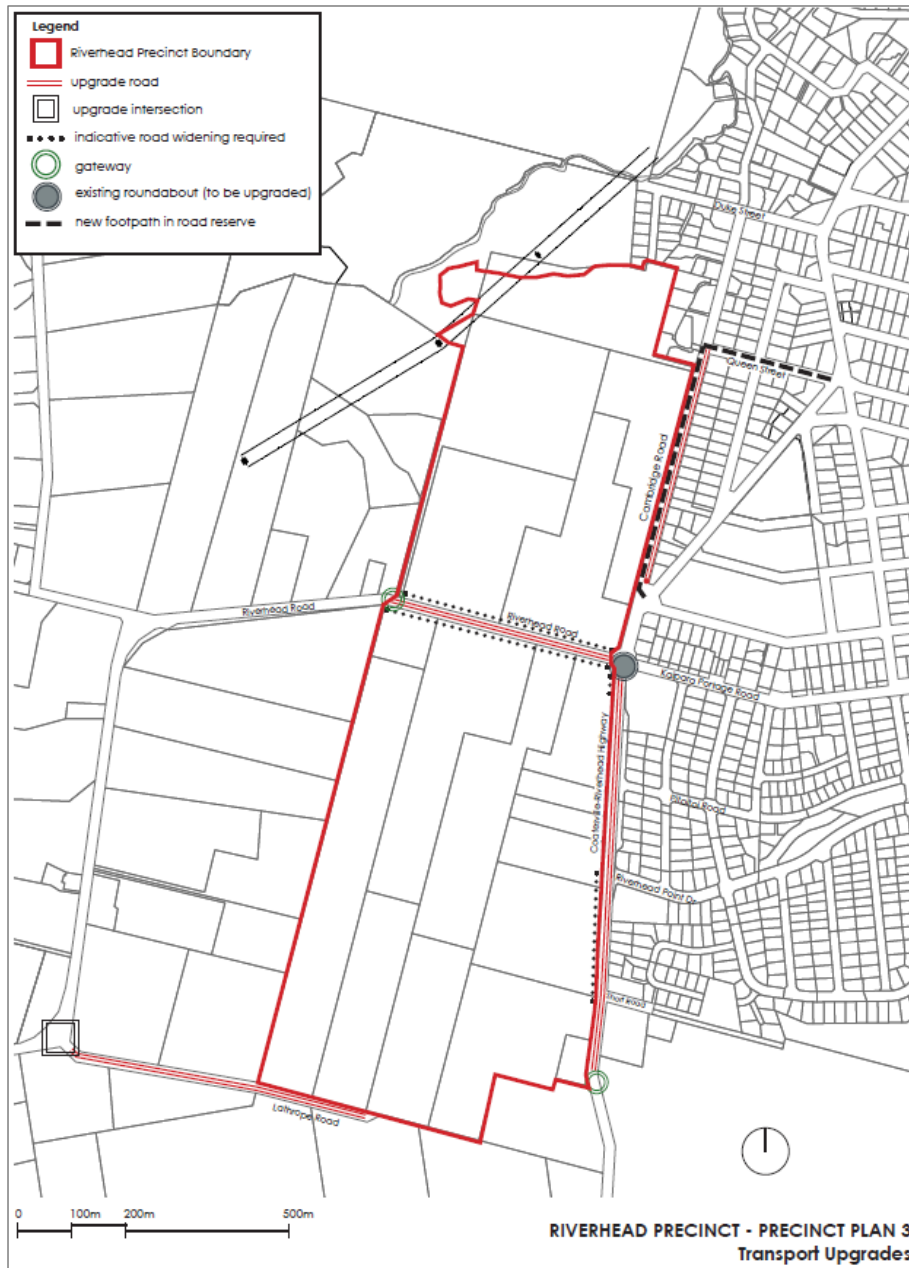 Legend
Riverhead Precinct Boundary
upgrade road
upgrade intersection
indicative road widening required
gateway
existing roundabout (to be upgraded)
new footpath in road reserve
Duke Street
Queen Street
Cambridge Road
Riverhead Road
Riverhead Road
Kaipara Portage Road
Coatesville-Riverhead Highway
Pitoitoi Road
Riverhead Point Dr
Short Road
Lathrope Road
0 100m 200m 500m
RIVERHEAD PRECINCT - PRECINCT PLAN 3
Transport Upgrades